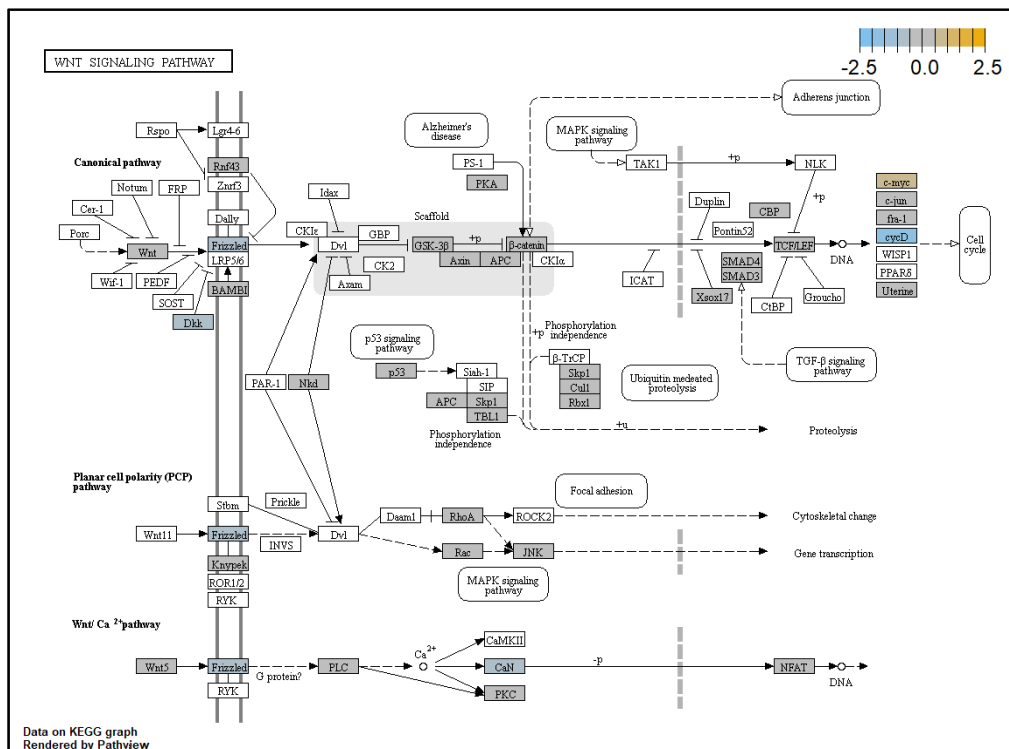 WNT SIGNALING PATHWAY
-2.5 0.0 2.5
Adherens junction
Alzheimer's
disease
MAPK signaling
pathway
Rspo
Lgr4-6
+p
Canonical pathway
Rnf43
PS-1
TAK1
NLK
Notum
FRP
Znrf3
PKA
c-myc
Cer-1
Idax
+p
Duplin
c-jun
Porc
Dally
Scaffold
CBP
fra-1
Wnt
Frizzled
CKIε
Dvl
GBP
GSK-3β
+p
β-catenin
Pontin52
TCF/LEF
DNA
cycD
Cell
cycle
LRP5/6
CK2
Axin
APC
CKIα
SMAD4
WISP1
Wif-1
PEDF
Axam
ICAT
SMAD3
PPARδ
SOST
BAMBI
Xsox17
CtBP
Groucho
Uterine
Dkk
p53 signaling
pathway
+p
Phosphorylation
independence
TGF-β signaling
pathway
β-TrCP
p53
Siah-1
Skp1
PAR-1
Nkd
SIP
Cul1
Ubiquitin medeated
proteolysis
APC
Skp1
Rbx1
TBL1
+u
Proteolysis
Phosphorylation
independence
Planar cell polarity (PCP)
pathway
Focal adhesion
Stbm
Prickle
Daam1
RhoA
ROCK2
Cytoskeletal change
Wnt11
Frizzled
INVS
Dvl
Knypek
Rac
JNK
Gene transcription
ROR1/2
MAPK signaling
pathway
RYK
Wnt/ Ca 2+ pathway
CaMKII
Ca2+
Wnt5
Frizzled
G protein?
PLC
CaN
-p
NFAT
DNA
RYK
PKC
Data on KEGG graph
Rendered by Pathview